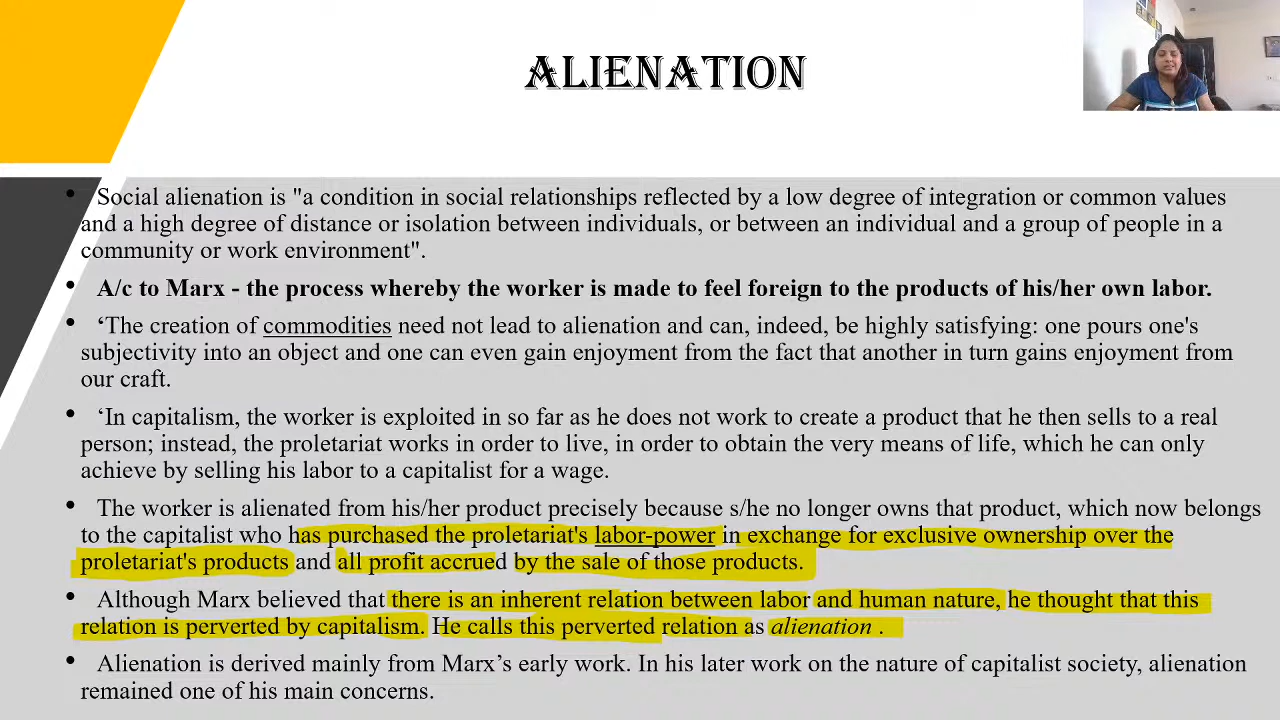 ALIENATION
• Social alienation is "a condition in social relationships reflected by a low degree of integration or common values
and a high degree of distance or isolation between individuals, or between an individual and a group of people in a
community or work environment".
• A/c to Marx - the process whereby the worker is made to feel foreign to the products of his/her own labor.
• ‘The creation of commodities need not lead to alienation and can, indeed, be highly satisfying: one pours one's
subjectivity into an object and one can even gain enjoyment from the fact that another in turn gains enjoyment from
our craft.
• ‘In capitalism, the worker is exploited in so far as he does not work to create a product that he then sells to a real
person; instead, the proletariat works in order to live, in order to obtain the very means of life, which he can only
achieve by selling his labor to a capitalist for a wage.
• The worker is alienated from his/her product precisely because s/he no longer owns that product, which now belongs
to the capitalist who has purchased the proletariat's labor-power in exchange for exclusive ownership over the
proletariat's products and all profit accrued by the sale of those products.
• Although Marx believed that there is an inherent relation between labor and human nature, he thought that this
relation is perverted by capitalism. He calls this perverted relation as alienation .
• Alienation is derived mainly from Marx’s early work. In his later work on the nature of capitalist society, alienation
remained one of his main concerns.